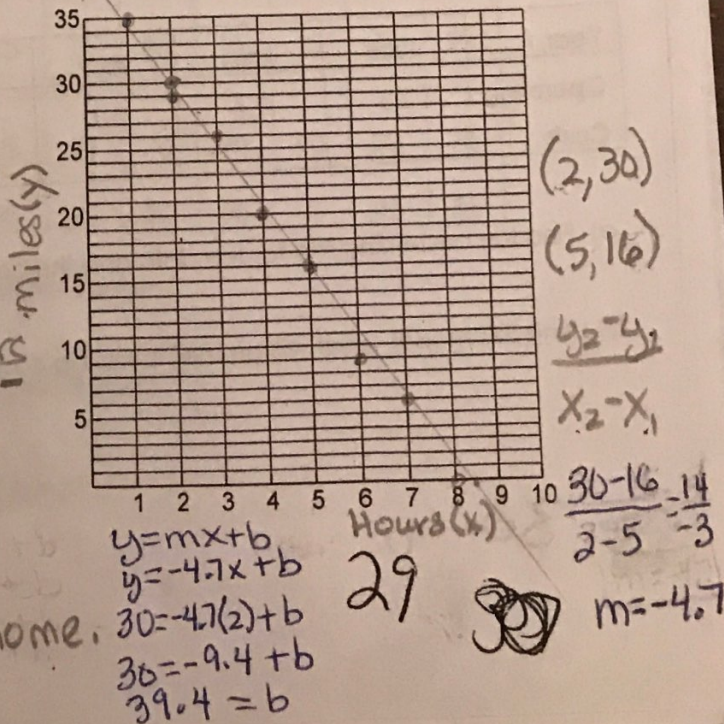 35
30
25
20
15
10
5
miles(y)
1 2 3 4 5 6 7 8 9 10
Hours(x)
(2,30)
(5,16)
y₂-y₁
x₂-x₁
30-16 = 14
2-5 -3
m=-4.7
y=mx+b
y=-4.7x+b
30=-4.7(2)+b
30=-9.4+b
39.4=b
29
home.